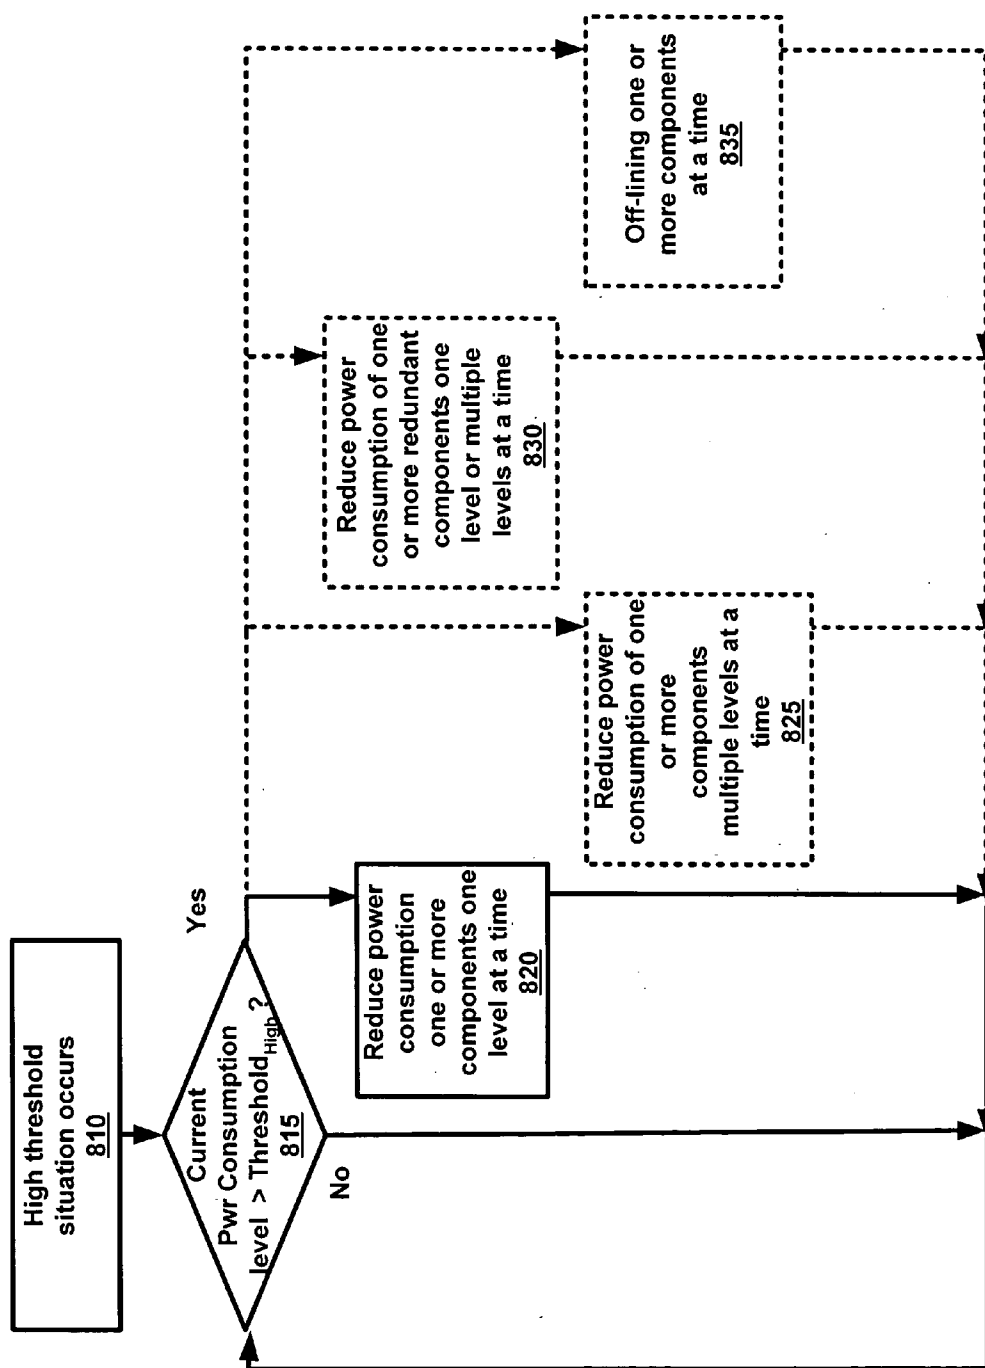 High threshold
situation occurs
810
Current
Pwr Consumption
level > Threshold High ?
815
Yes
No
Reduce power
consumption
one or more
components one
level at a time
820
Reduce power
consumption of one
or more
components
multiple levels at a
time
825
Reduce power
consumption of one
or more redundant
components one
level or multiple
levels at a time
830
Off-lining one or
more components
at a time
835